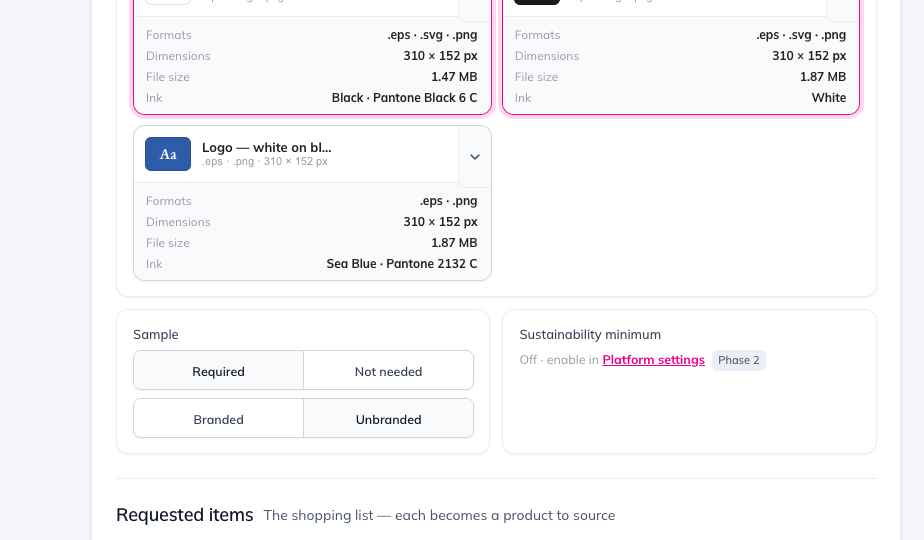 Formats .eps · .svg · .png
Dimensions 310 × 152 px
File size 1.47 MB
Ink Black · Pantone Black 6 C
Formats .eps · .svg · .png
Dimensions 310 × 152 px
File size 1.87 MB
Ink White
Aa
Logo — white on bl...
.eps · .png · 310 × 152 px
Formats .eps · .png
Dimensions 310 × 152 px
File size 1.87 MB
Ink Sea Blue · Pantone 2132 C
Sample
Required Not needed
Branded Unbranded
Sustainability minimum
Off · enable in Platform settings Phase 2
Requested items The shopping list — each becomes a product to source